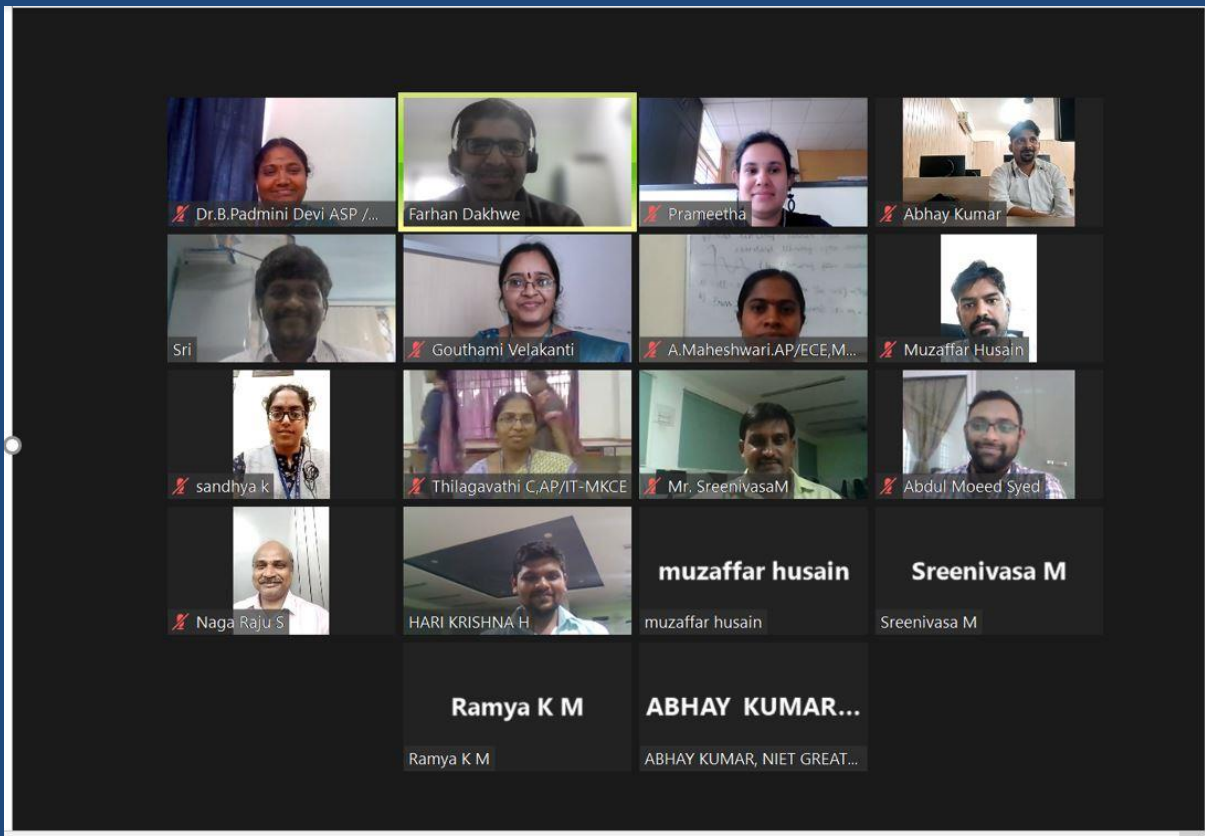 Dr.B.Padmini Devi ASP /...
Farhan Dakhwe
Prameetha
Abhay Kumar
Sri
Gouthami Velakanti
A.Maheshwari.AP/ECE,M...
Muzaffar Husain
sandhya k
Thilagavathi C,AP/IT-MKCE
Mr. SreenivasaM
Abdul Moeed Syed
Naga Raju S
HARI KRISHNA H
muzaffar husain
muzaffar husain
Sreenivasa M
Sreenivasa M
Ramya K M
Ramya K M
ABHAY KUMAR...
ABHAY KUMAR, NIET GREAT...